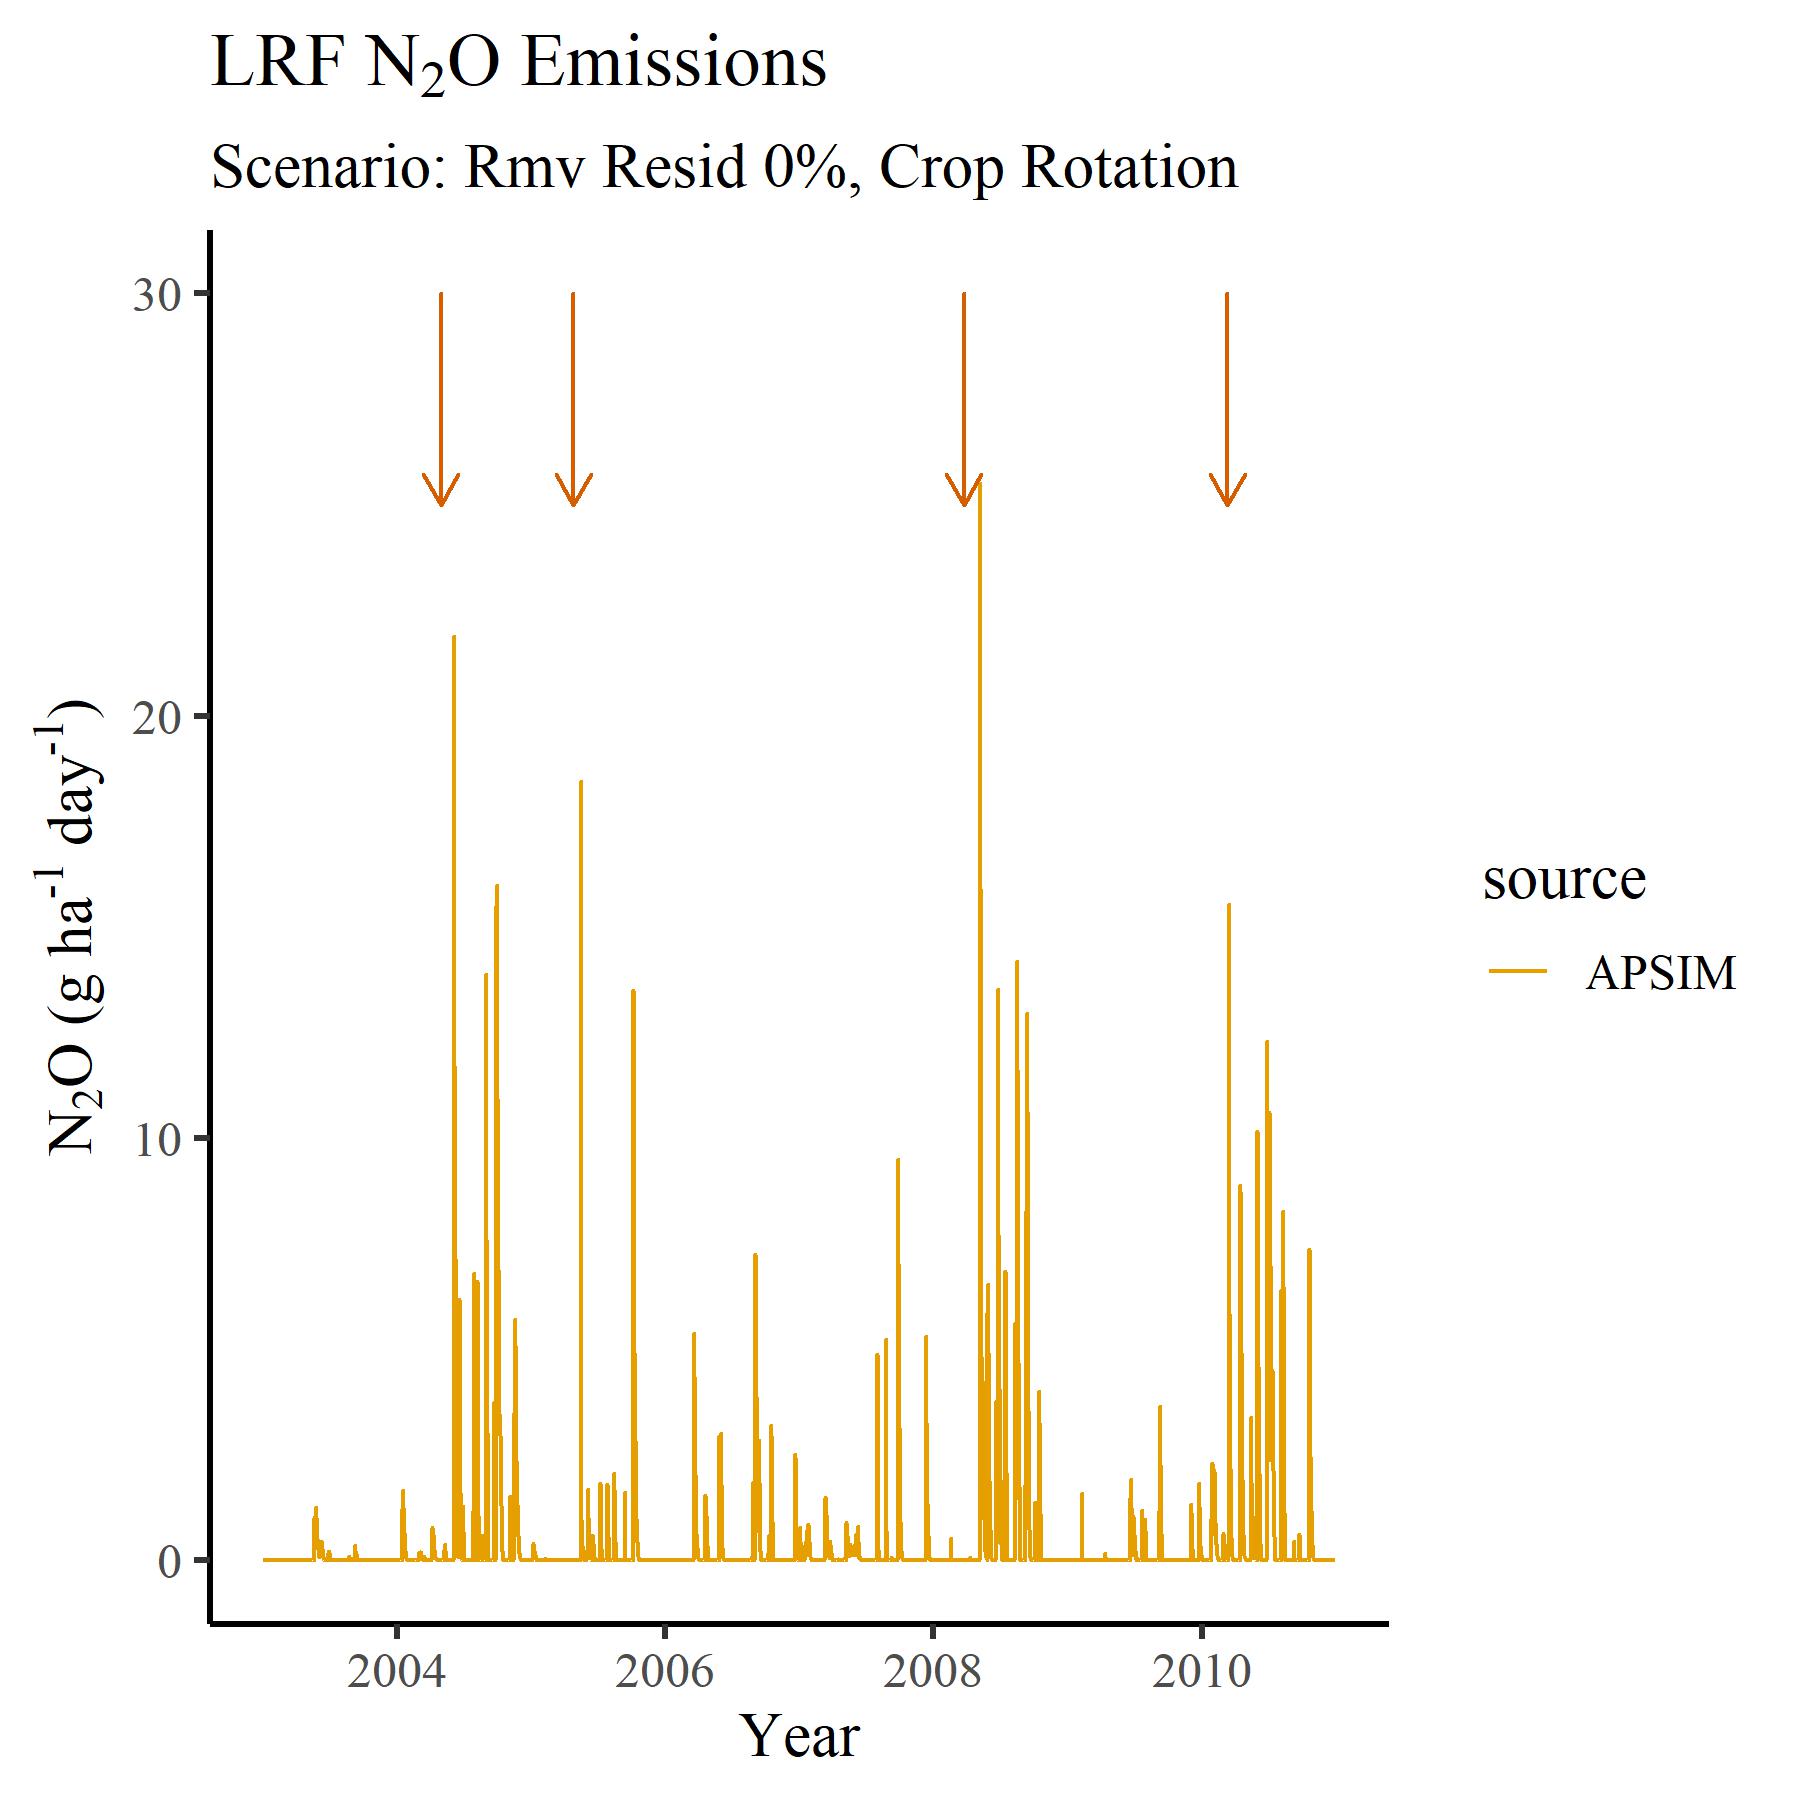 LRF N₂O Emissions
Scenario: Rmv Resid 0%, Crop Rotation
30
20
10
0
N₂O (g ha⁻¹ day⁻¹)
2004 2006 2008 2010
Year
source
APSIM